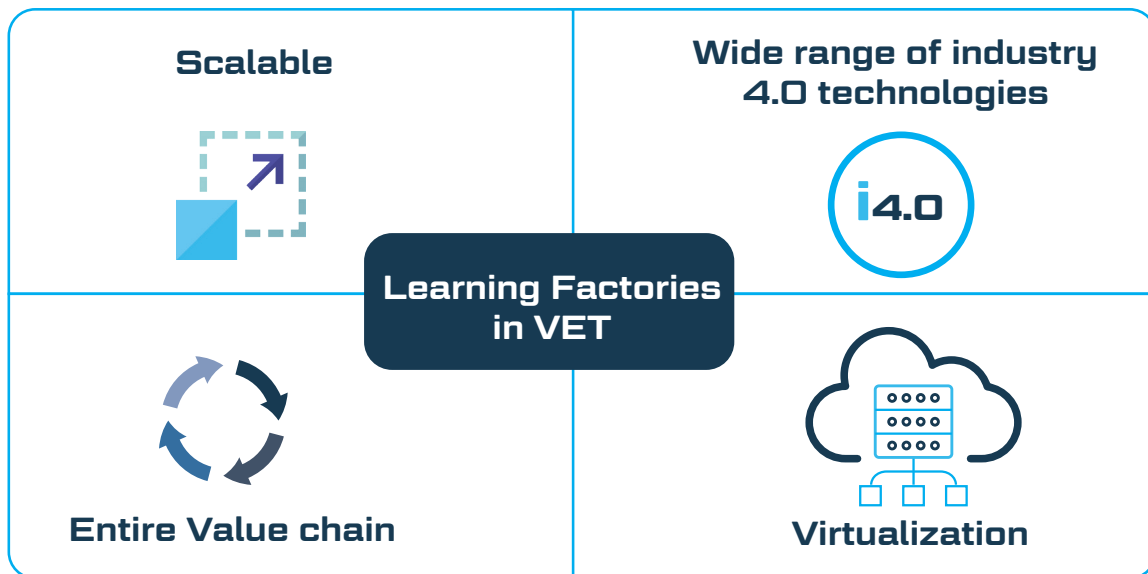 Scalable
Wide range of industry
4.0 technologies
i4.0
Learning Factories
in VET
Entire Value chain
Virtualization